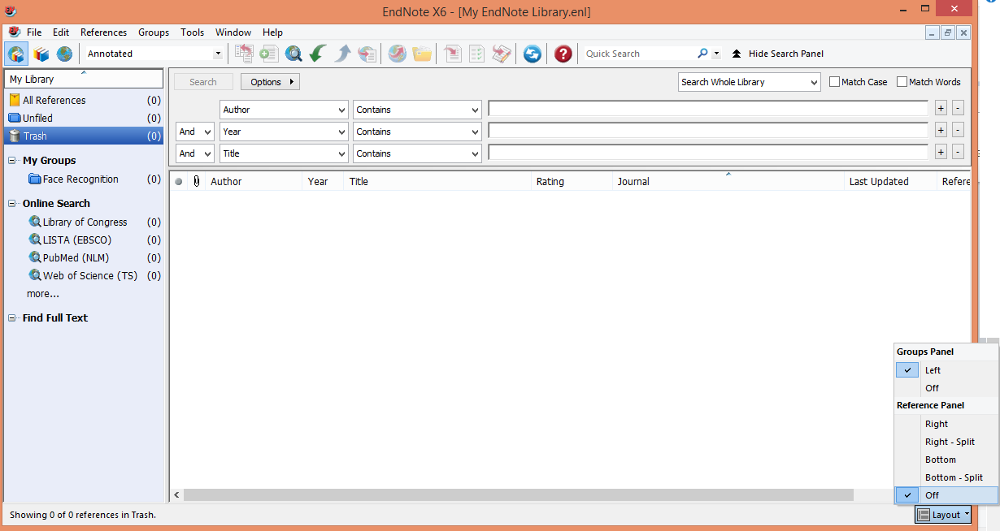 EndNote X6 - [My EndNote Library.enl]
File Edit References Groups Tools Window Help
Annotated
Quick Search
Hide Search Panel
My Library
All References (0)
Unfiled (0)
Trash (0)
My Groups
Face Recognition (0)
Online Search
Library of Congress (0)
LISTA (EBSCO) (0)
PubMed (NLM) (0)
Web of Science (TS) (0)
more...
Find Full Text
Search Options Search Whole Library Match Case Match Words
Author Contains + -
And Year Contains + -
And Title Contains + -
Author Year Title Rating Journal Last Updated Refere
Groups Panel
Left
Off
Reference Panel
Right
Right - Split
Bottom
Bottom - Split
Off
Showing 0 of 0 references in Trash.
Layout